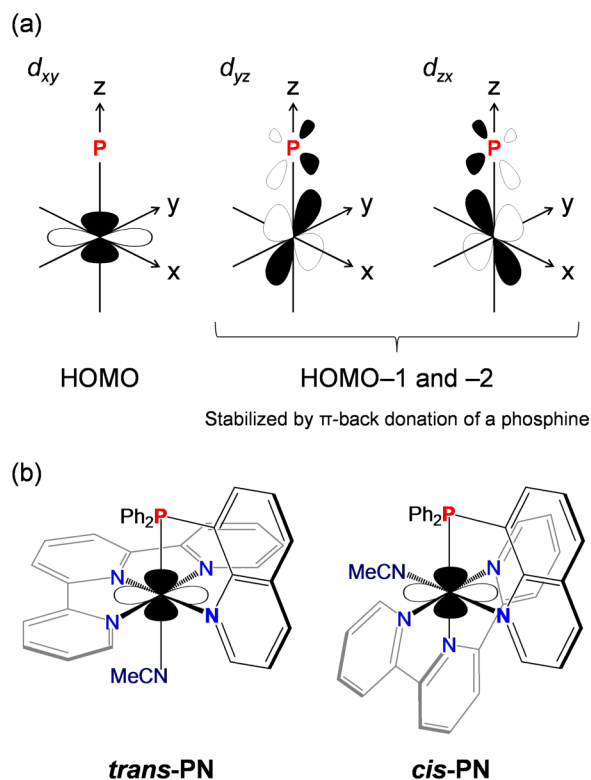 (a)
dxy dyz dzx
z z z
P P
y y y
x x x
HOMO HOMO–1 and –2
Stabilized by π-back donation of a phosphine
(b)
Ph2P Ph2P
MeCN
N N N
N N N
N
MeCN
trans-PN cis-PN